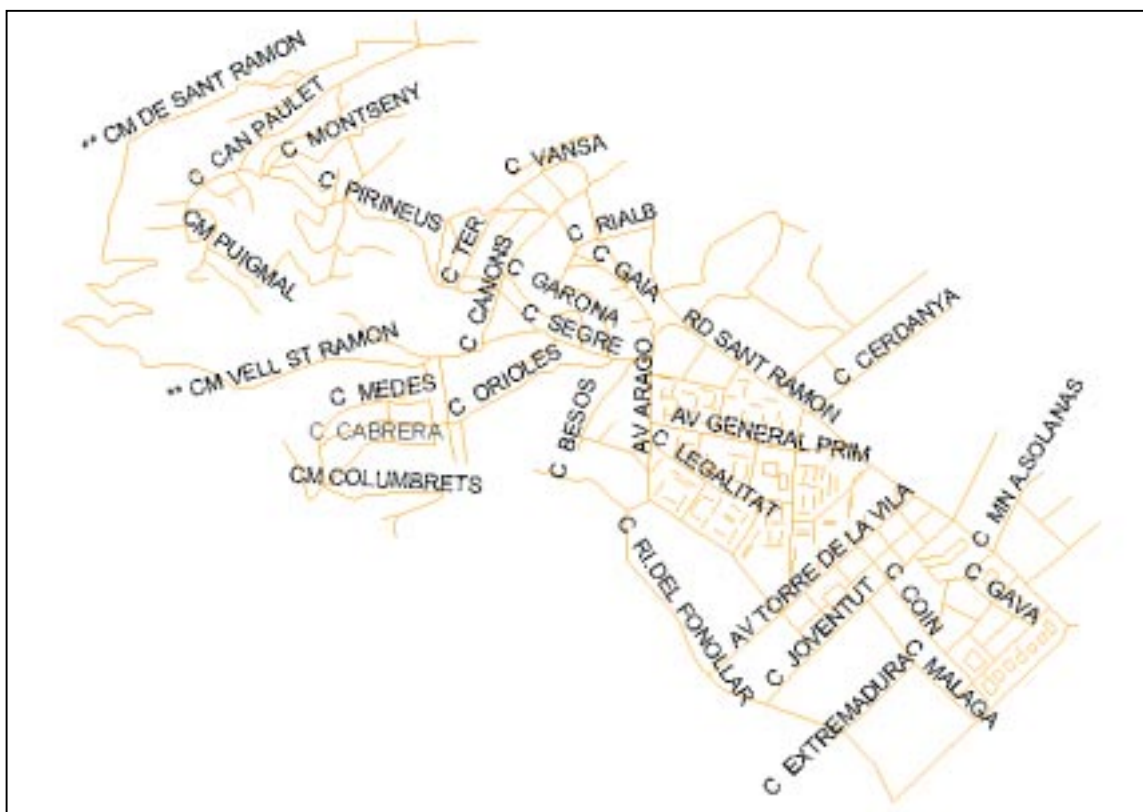 ** CM DE SANT RAMON
C CAN PAULET
C MONTSENY
C VANSA
C PIRINEUS
C TER
C RIALB
CM PUIGMAL
C CANONS
C GARONA
C GAIA
C SEGRE
RD SANT RAMON
C CERDANYA
** CM VELL ST RAMON
C MEDES
C ORIOLES
C BESOS
AV ARAGO
AV GENERAL PRIM
C CABRERA
C LEGALITAT
CM COLUMBRETS
C MN A.SOLANAS
C RI.DEL FONOLLAR
AV TORRE DE LA VILA
C JOVENTUT
C COIN
C GAVA
C EXTREMADURA
C MALAGA